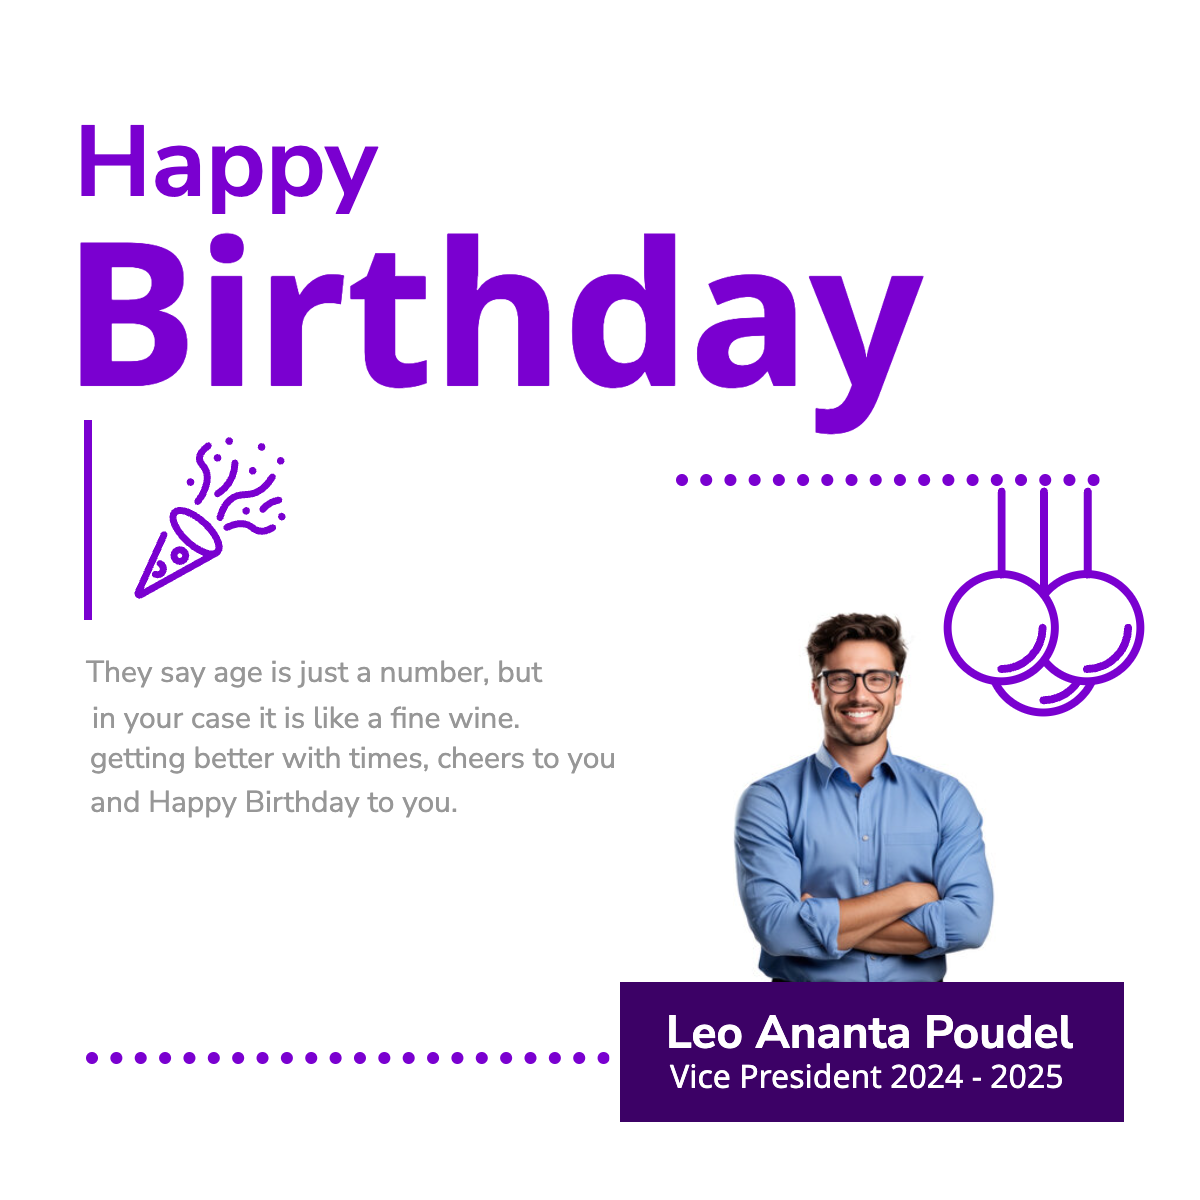 Happy
Birthday
They say age is just a number, but
in your case it is like a fine wine.
getting better with times, cheers to you
and Happy Birthday to you.
Leo Ananta Poudel
Vice President 2024 - 2025